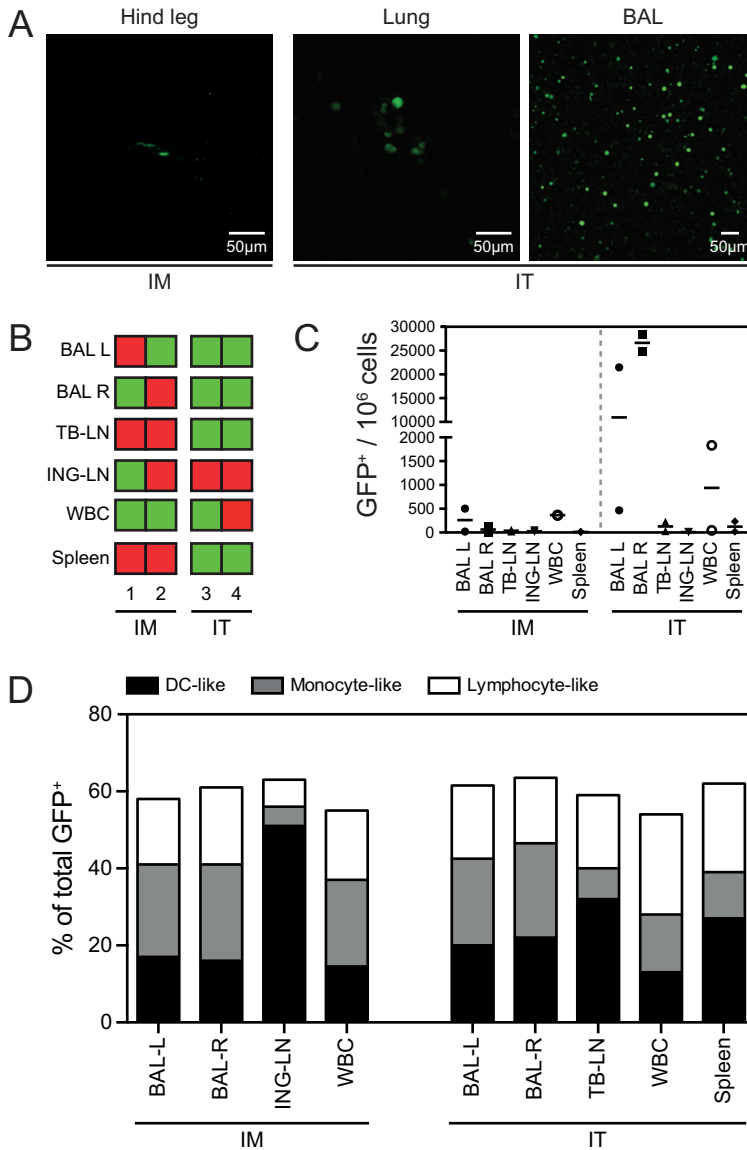 A
Hind leg
Lung
BAL
50µm
50µm
50µm
IM
IT
B
BAL L
BAL R
TB-LN
ING-LN
WBC
Spleen
1 2 3 4
IM IT
C
GFP⁺ / 10⁶ cells
30000
25000
20000
15000
10000
2000
1500
1000
500
0
BAL L
BAL R
TB-LN
ING-LN
WBC
Spleen
BAL L
BAL R
TB-LN
ING-LN
WBC
Spleen
IM
IT
D
DC-like Monocyte-like Lymphocyte-like
% of total GFP⁺
80
60
40
20
0
BAL-L
BAL-R
ING-LN
WBC
BAL-L
BAL-R
TB-LN
WBC
Spleen
IM
IT